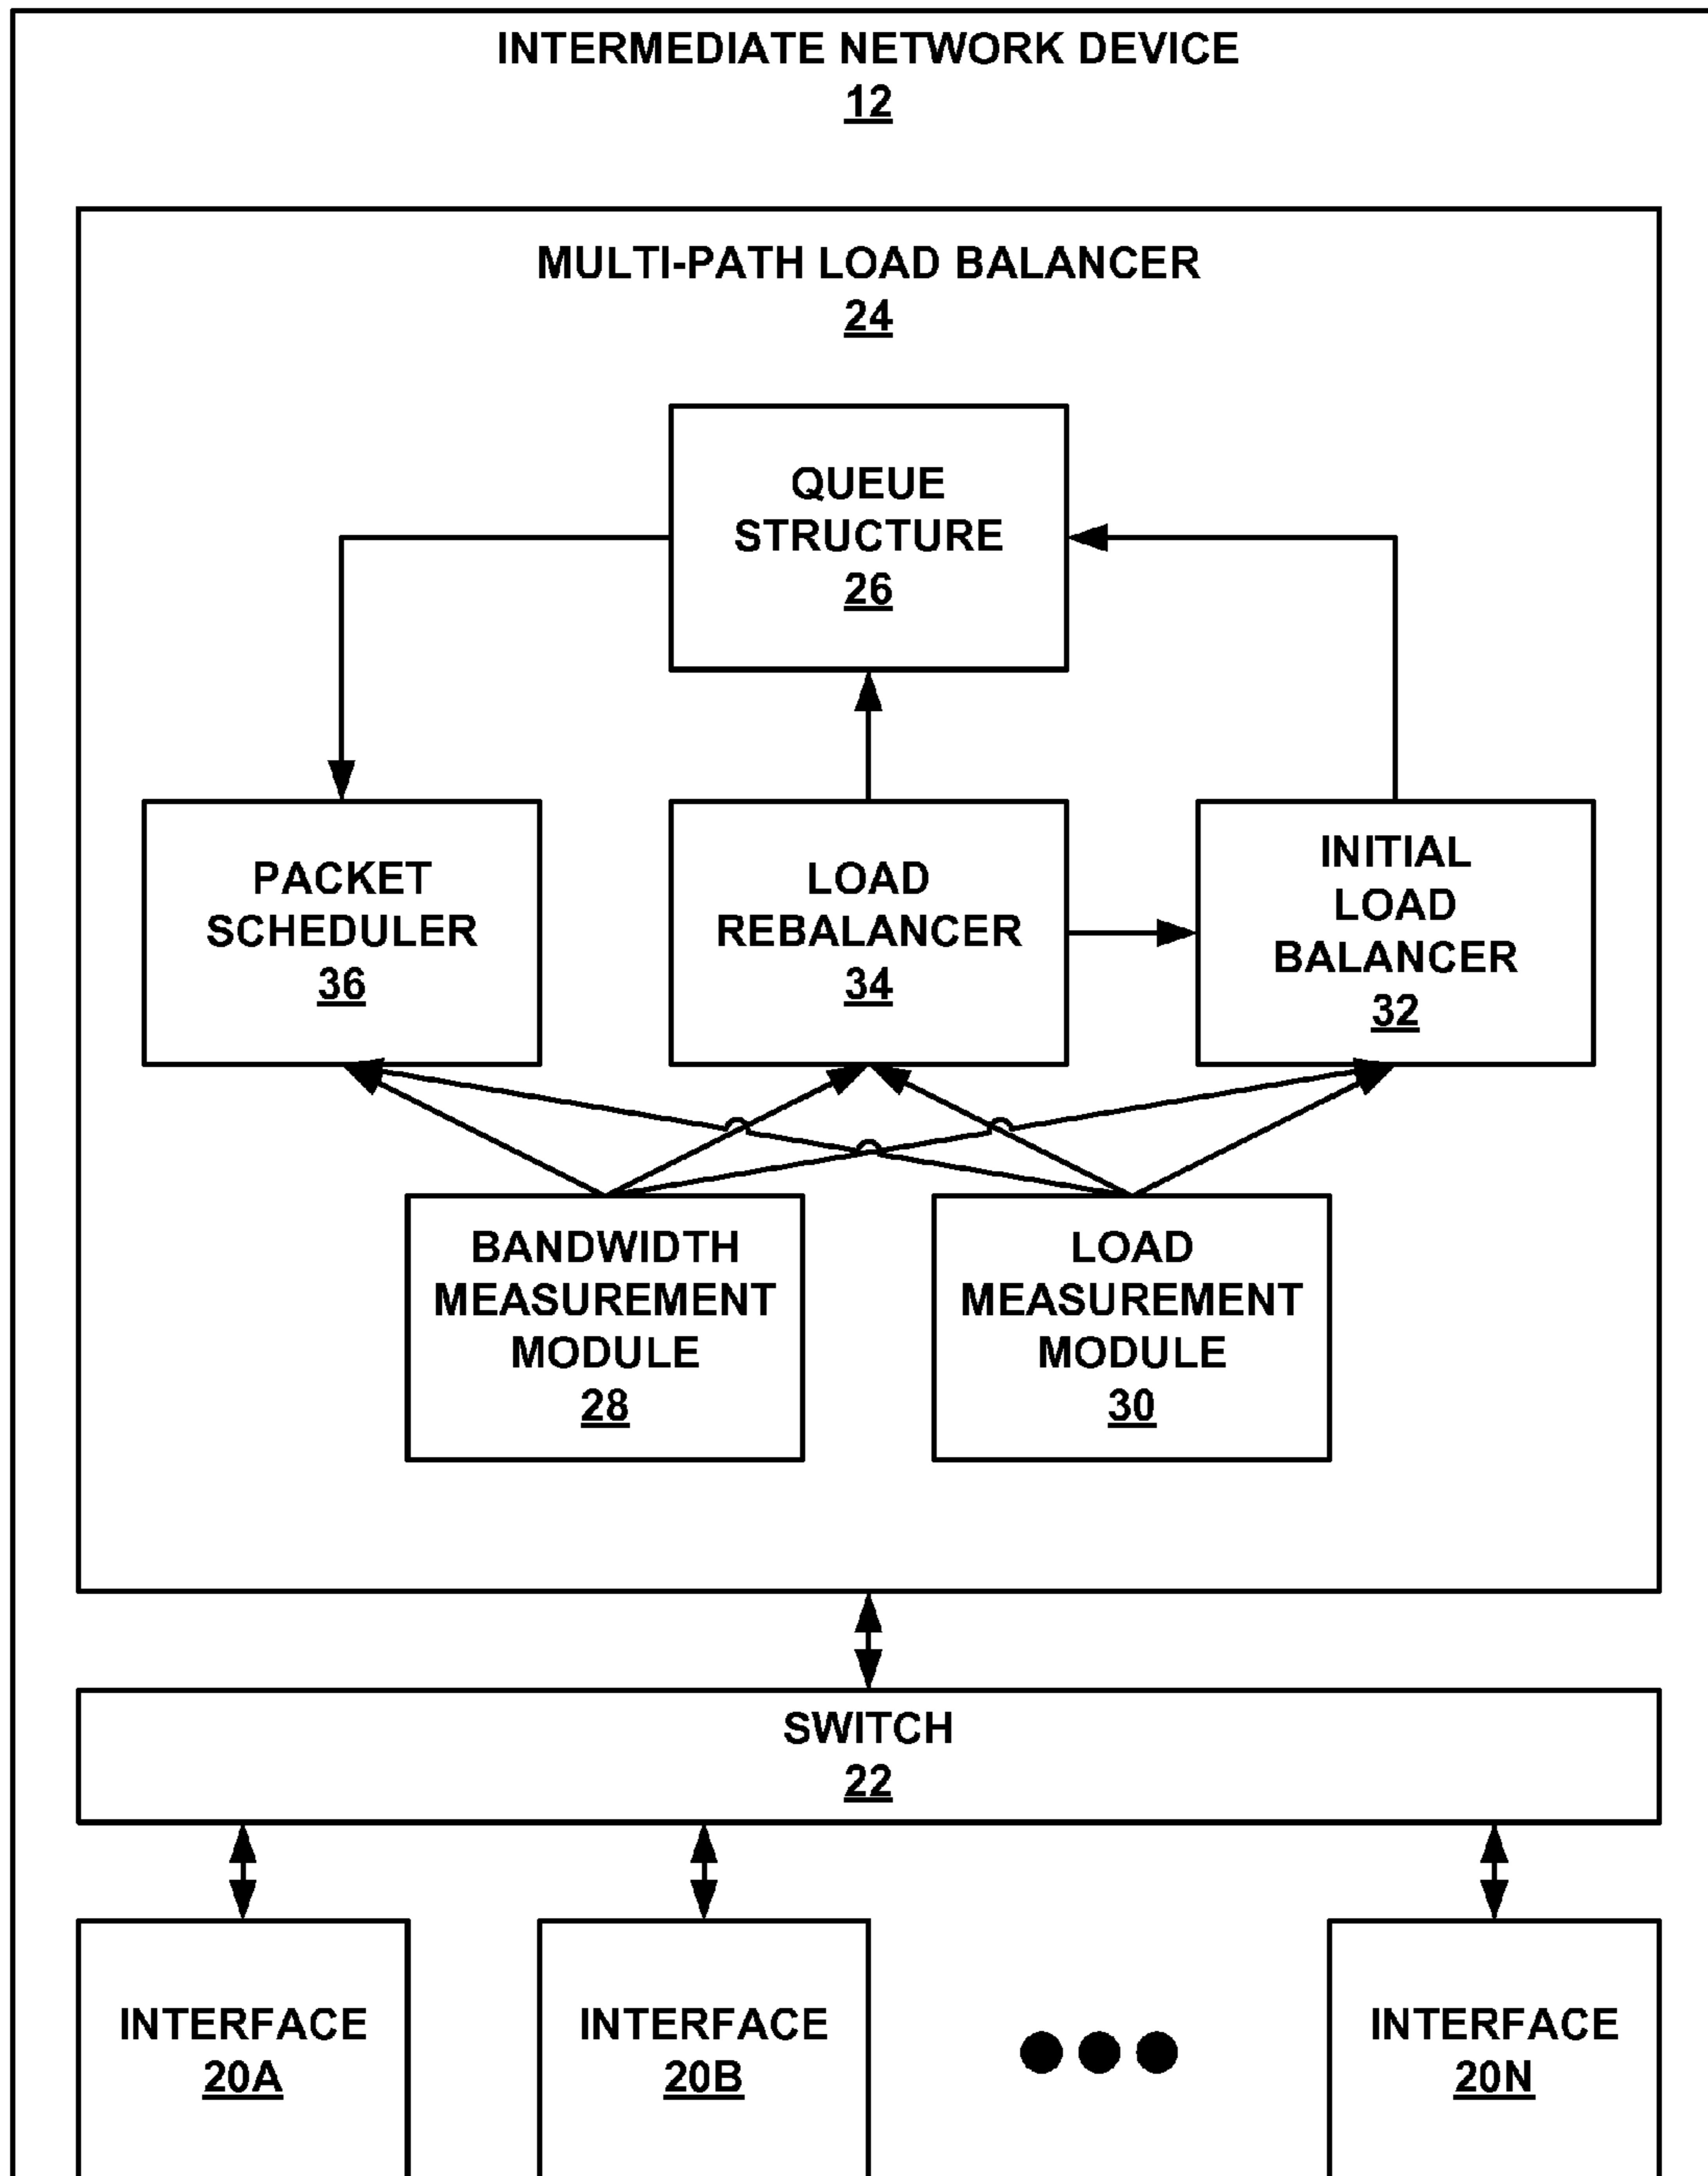 INTERMEDIATE NETWORK DEVICE
12
MULTI-PATH LOAD BALANCER
24
QUEUE
STRUCTURE
26
PACKET
SCHEDULER
36
LOAD
REBALANCER
34
INITIAL
LOAD
BALANCER
32
BANDWIDTH
MEASUREMENT
MODULE
28
LOAD
MEASUREMENT
MODULE
30
SWITCH
22
INTERFACE
20A
INTERFACE
20B
INTERFACE
20N